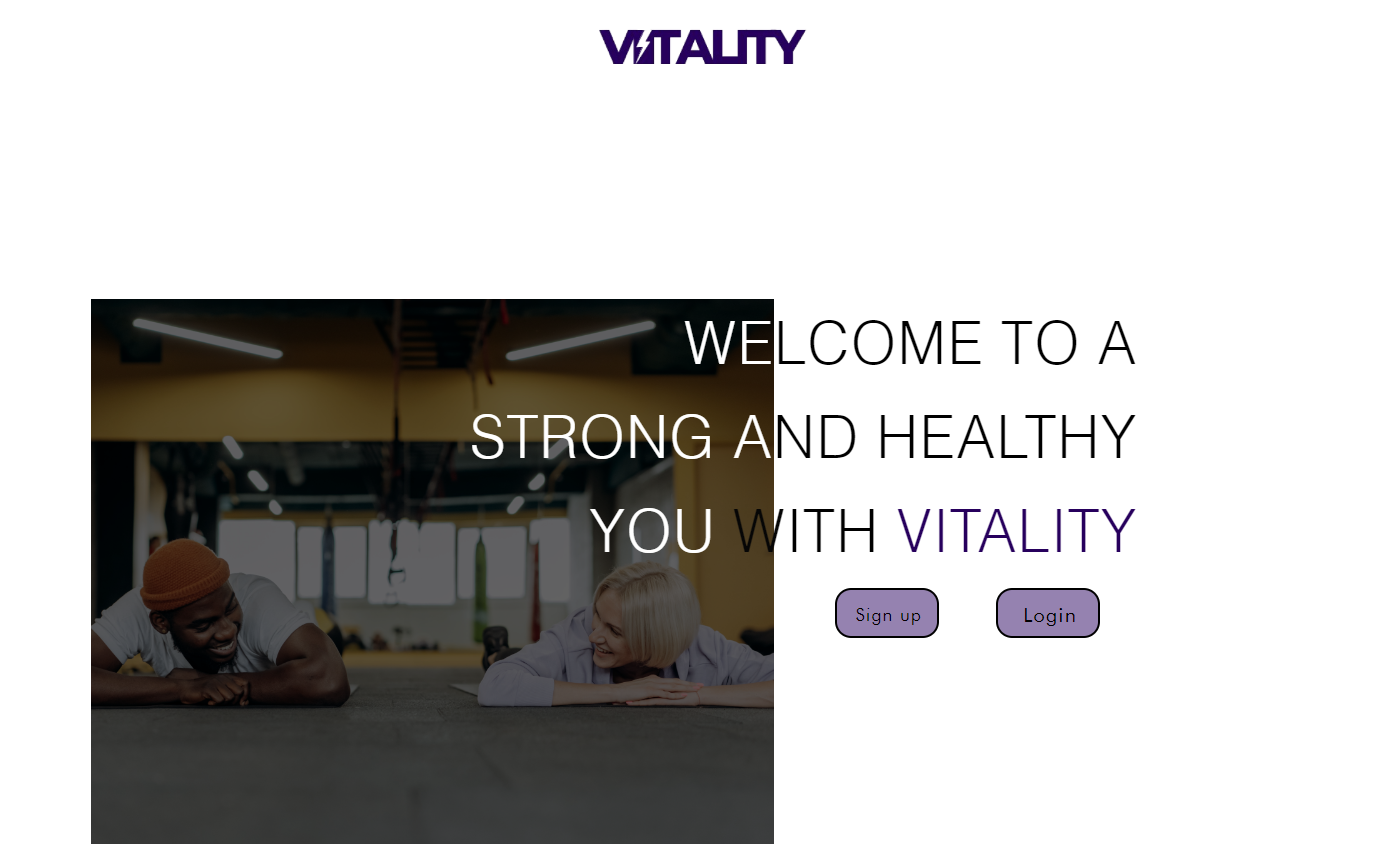 VITALITY
WELCOME TO A
STRONG AND HEALTHY
YOU WITH VITALITY
Sign up
Login